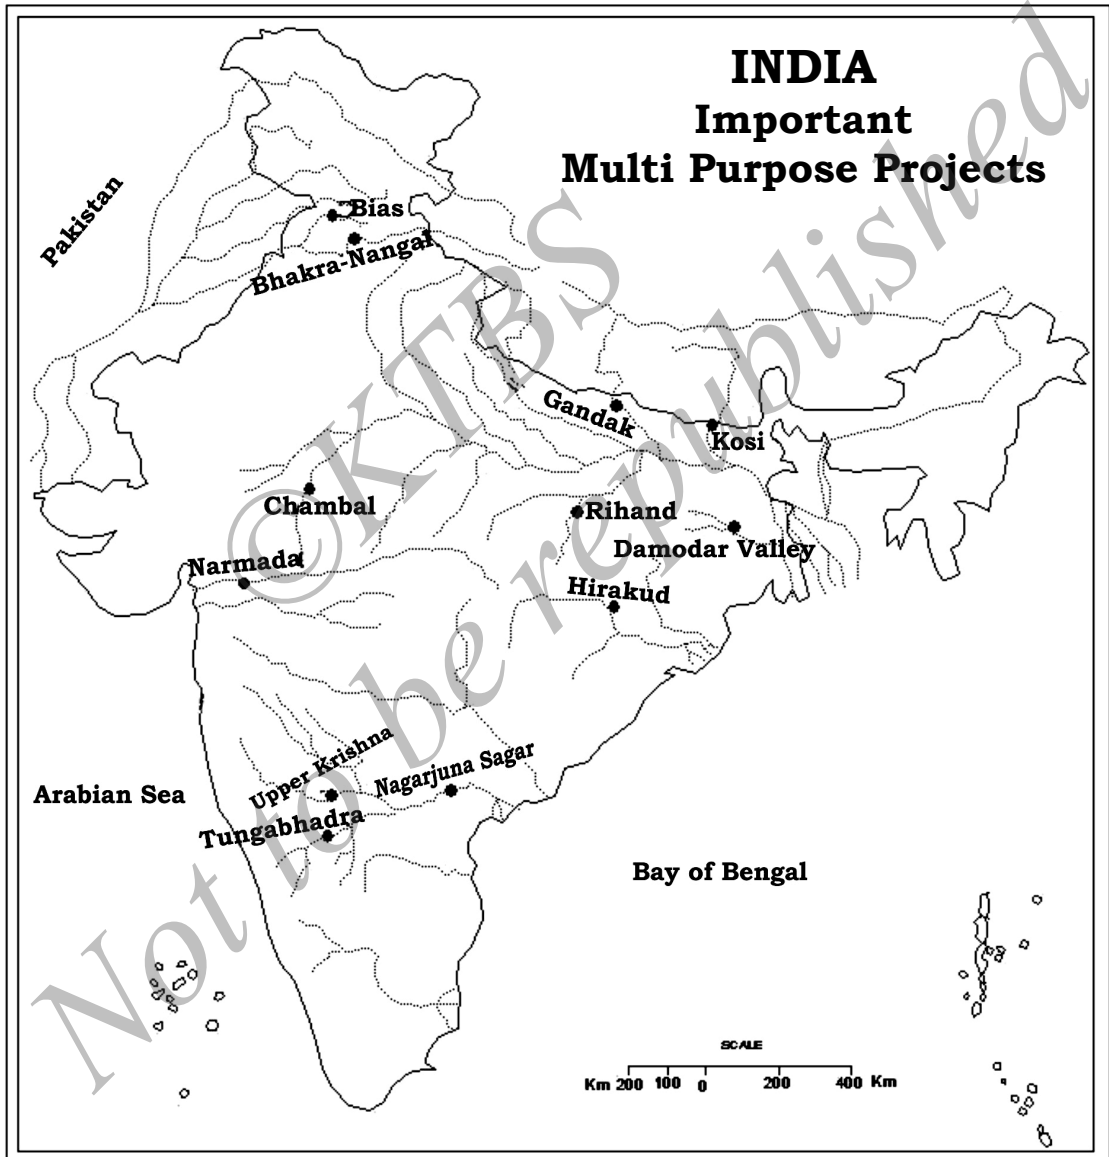 INDIA
Important
Multi Purpose Projects
Pakistan
Bias
Bhakra-Nangal
Gandak
Kosi
Chambal
Rihand
Damodar Valley
Narmada
Hirakud
Upper Krishna
Nagarjuna Sagar
Arabian Sea
Tungabhadra
Bay of Bengal
SCALE
Km 200 100 0 200 400 Km
©KTBS
Not to be republished